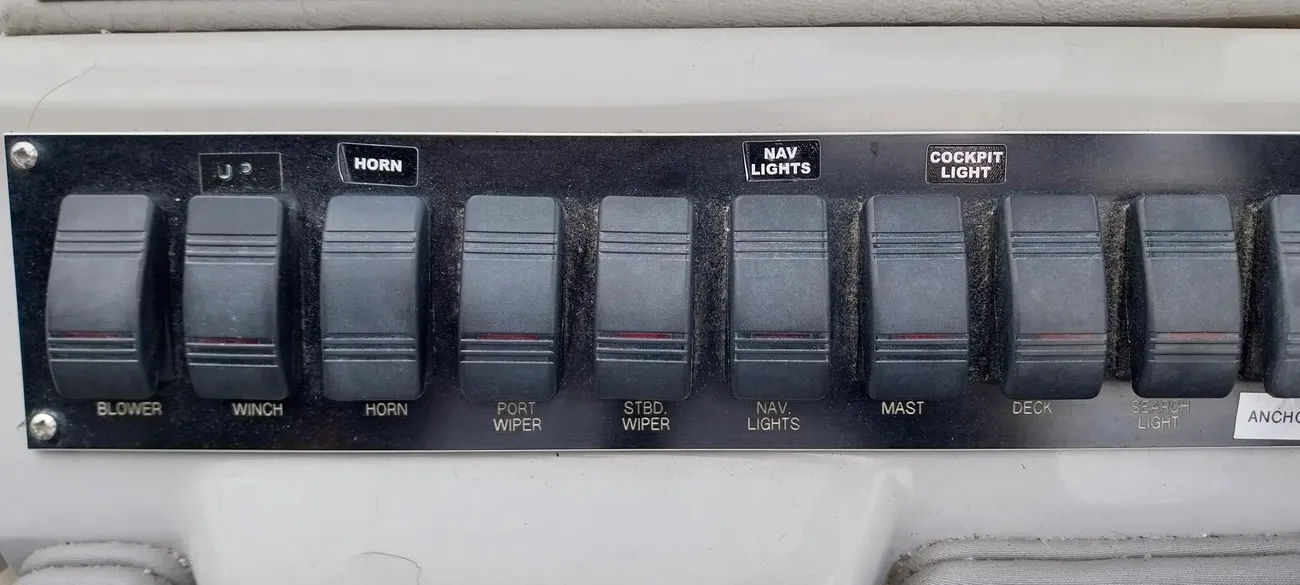 UP
HORN
NAV
LIGHTS
COCKPIT
LIGHT
BLOWER
WINCH
HORN
PORT
WIPER
STBD.
WIPER
NAV.
LIGHTS
MAST
DECK
SEARCH
LIGHT
ANCHO